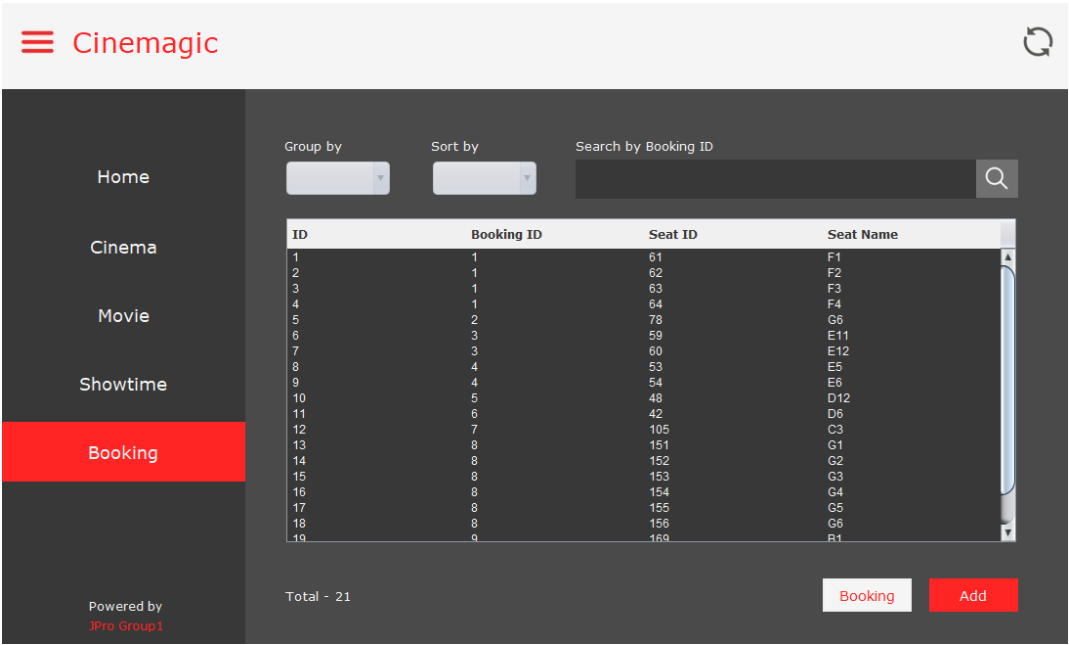 Cinemagic
Home
Cinema
Movie
Showtime
Booking
Powered by
JPro Group1
Group by Sort by Search by Booking ID
ID Booking ID Seat ID Seat Name
1 1 61 F1
2 1 62 F2
3 1 63 F3
4 1 64 F4
5 2 78 G6
6 3 59 E11
7 3 60 E12
8 4 53 E5
9 4 54 E6
10 5 48 D12
11 6 42 D6
12 7 105 C3
13 8 151 G1
14 8 152 G2
15 8 153 G3
16 8 154 G4
17 8 155 G5
18 8 156 G6
19 9 169 B1
Total - 21
Booking Add